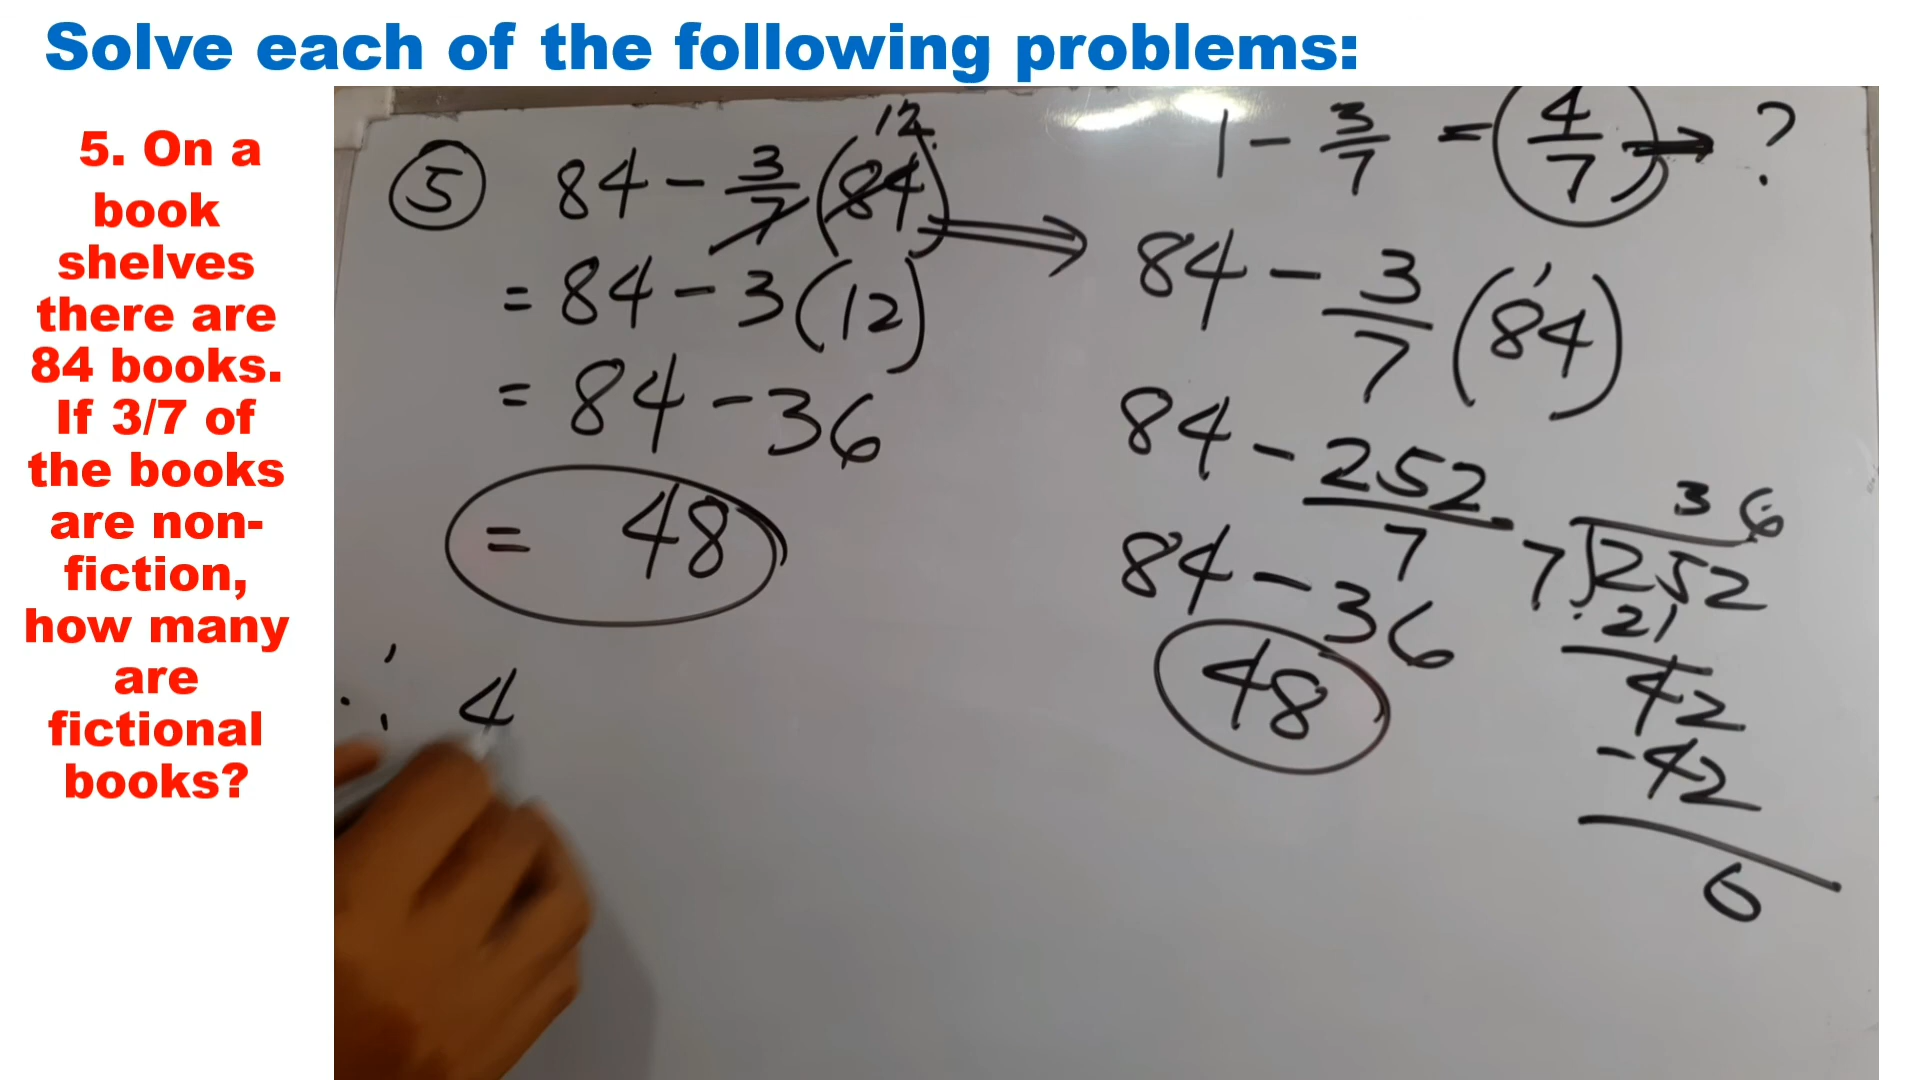 Solve each of the following problems:
5. On a
book
shelves
there are
84 books.
If 3/7 of
the books
are non-
fiction,
how many
are
fictional
books?
12
5 84 - 3/7 (84)
= 84 - 3(12)
= 84 - 36
= 48
∴ 4
1 - 3/7 = 4/7 → ?
⇒ 84 - 3/7 (84)
84 - 252/7
84 - 36
48
36
7)252
21
42
-42
0